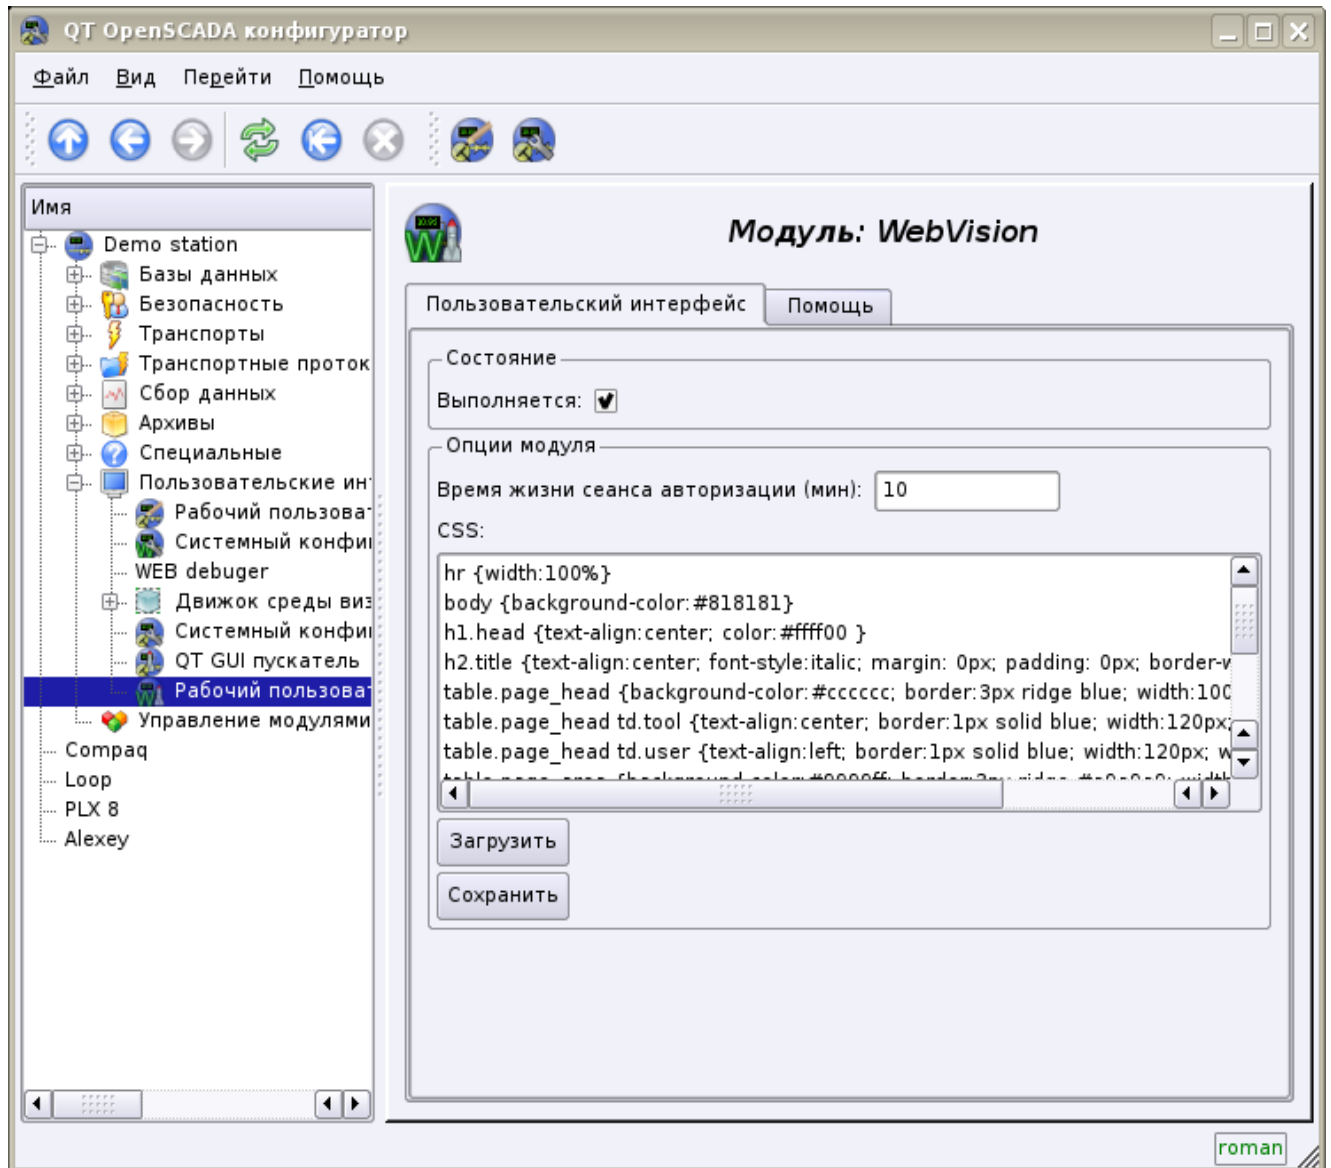 QT OpenSCADA конфигуратор
Файл Вид Перейти Помощь
Имя
Demo station
Базы данных
Безопасность
Транспорты
Транспортные проток
Сбор данных
Архивы
Специальные
Пользовательские ин
Рабочий пользова
Системный конфи
WEB debuger
Движок среды виз
Системный конфи
QT GUI пускатель
Рабочий пользова
Управление модулями
Compaq
Loop
PLX 8
Alexey
Модуль: WebVision
Пользовательский интерфейс Помощь
Состояние
Выполняется:
Опции модуля
Время жизни сеанса авторизации (мин): 10
CSS:
hr {width:100%}
body {background-color:#818181}
h1.head {text-align:center; color:#ffff00 }
h2.title {text-align:center; font-style:italic; margin: 0px; padding: 0px; border-w
table.page_head {background-color:#cccccc; border:3px ridge blue; width:100
table.page_head td.tool {text-align:center; border:1px solid blue; width:120px;
table.page_head td.user {text-align:left; border:1px solid blue; width:120px; w
Загрузить
Сохранить
roman